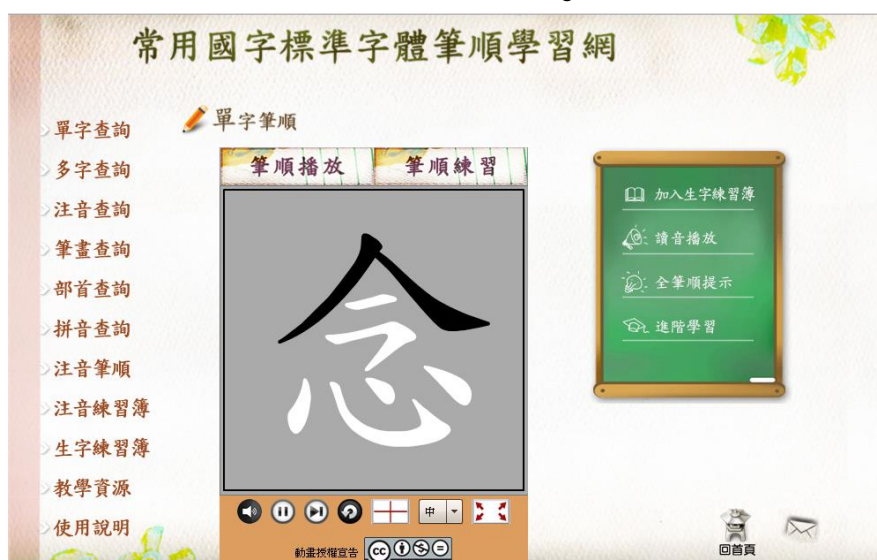 常用國字標準字體筆順學習網
單字查詢
多字查詢
注音查詢
筆畫查詢
部首查詢
拼音查詢
注音筆順
注音練習簿
生字練習簿
教學資源
使用說明
單字筆順
筆順播放 筆順練習
念
中
動畫授權宣告 cc
加入生字練習簿
讀音播放
全筆順提示
進階學習
回首頁